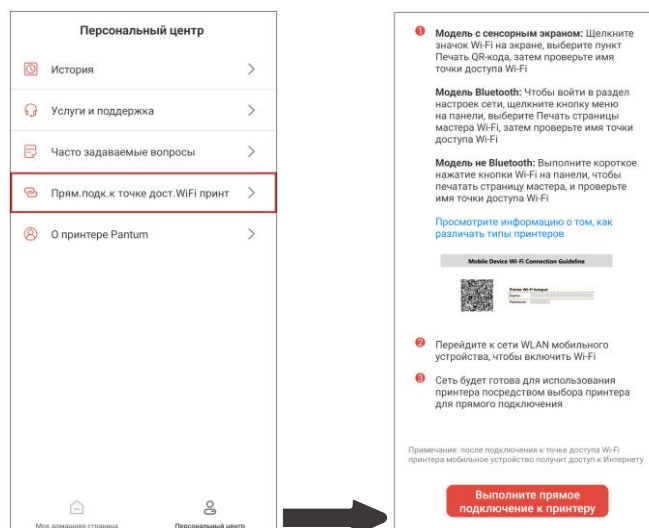 Персональный центр
История
Услуги и поддержка
Часто задаваемые вопросы
Прям.подк.к точке дост.WiFi принт
О принтере Pantum
Моя домашняя страница
Персональный центр
1 Модель с сенсорным экраном: Щелкните
значок Wi-Fi на экране, выберите пункт
Печать QR-кода, затем проверьте имя
точки доступа Wi-Fi
Модель Bluetooth: Чтобы войти в раздел
настроек сети, щелкните кнопку меню
на панели, выберите Печать страницы
мастера Wi-Fi, затем проверьте имя точки
доступа Wi-Fi
Модель не Bluetooth: Выполните короткое
нажатие кнопки Wi-Fi на панели, чтобы
печатать страницу мастера, и проверьте
имя точки доступа Wi-Fi
Просмотрите информацию о том, как
различать типы принтеров
Mobile Device Wi-Fi Connection Guideline
Printer Wi-Fi hotspot
Name:
Password:
2 Перейдите к сети WLAN мобильного
устройства, чтобы включить Wi-Fi
3 Сеть будет готова для использования
принтера посредством выбора принтера
для прямого подключения
Примечание: после подключения к точке доступа Wi-Fi
принтера мобильное устройство получит доступ к Интернету
Выполните прямое
подключение к принтеру